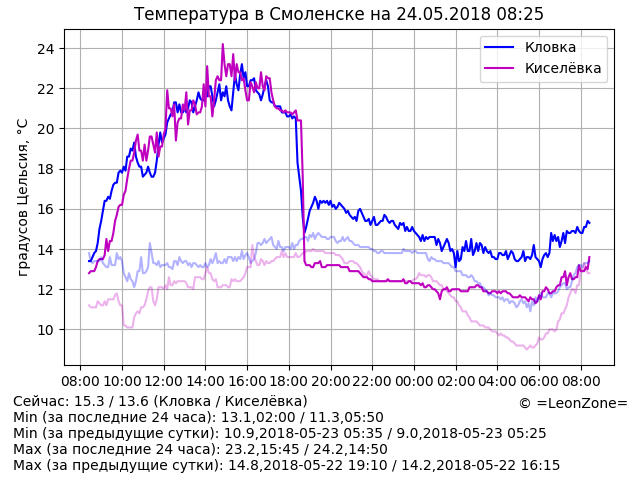 Температура в Смоленске на 24.05.2018 08:25
градусов Цельсия, °C
24
22
20
18
16
14
12
10
Кловка
Киселёвка
08:00 10:00 12:00 14:00 16:00 18:00 20:00 22:00 00:00 02:00 04:00 06:00 08:00
Сейчас: 15.3 / 13.6 (Кловка / Киселёвка)
© =LeonZone=
Min (за последние 24 часа): 13.1,02:00 / 11.3,05:50
Min (за предыдущие сутки): 10.9,2018-05-23 05:35 / 9.0,2018-05-23 05:25
Max (за последние 24 часа): 23.2,15:45 / 24.2,14:50
Max (за предыдущие сутки): 14.8,2018-05-22 19:10 / 14.2,2018-05-22 16:15